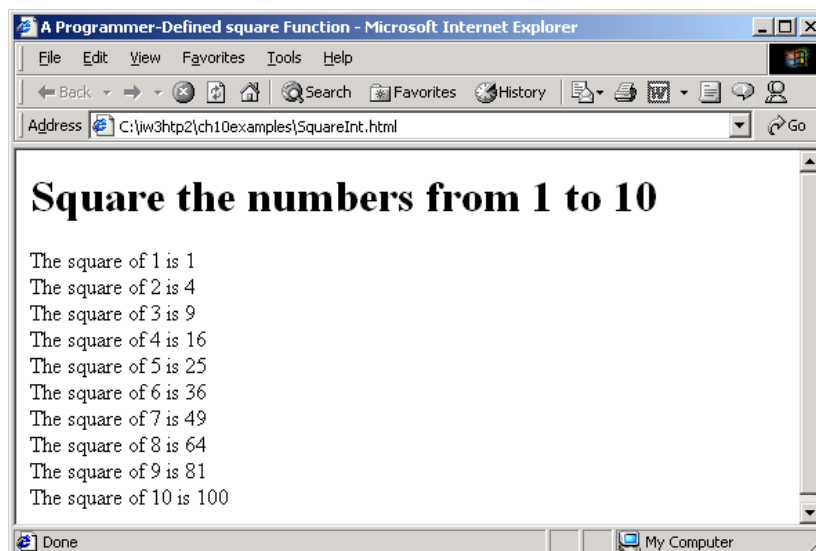 A Programmer-Defined square Function - Microsoft Internet Explorer
File Edit View Favorites Tools Help
Back Search Favorites History
Address C:\iw3htp2\ch10examples\SquareInt.html Go
Square the numbers from 1 to 10
The square of 1 is 1
The square of 2 is 4
The square of 3 is 9
The square of 4 is 16
The square of 5 is 25
The square of 6 is 36
The square of 7 is 49
The square of 8 is 64
The square of 9 is 81
The square of 10 is 100
Done My Computer